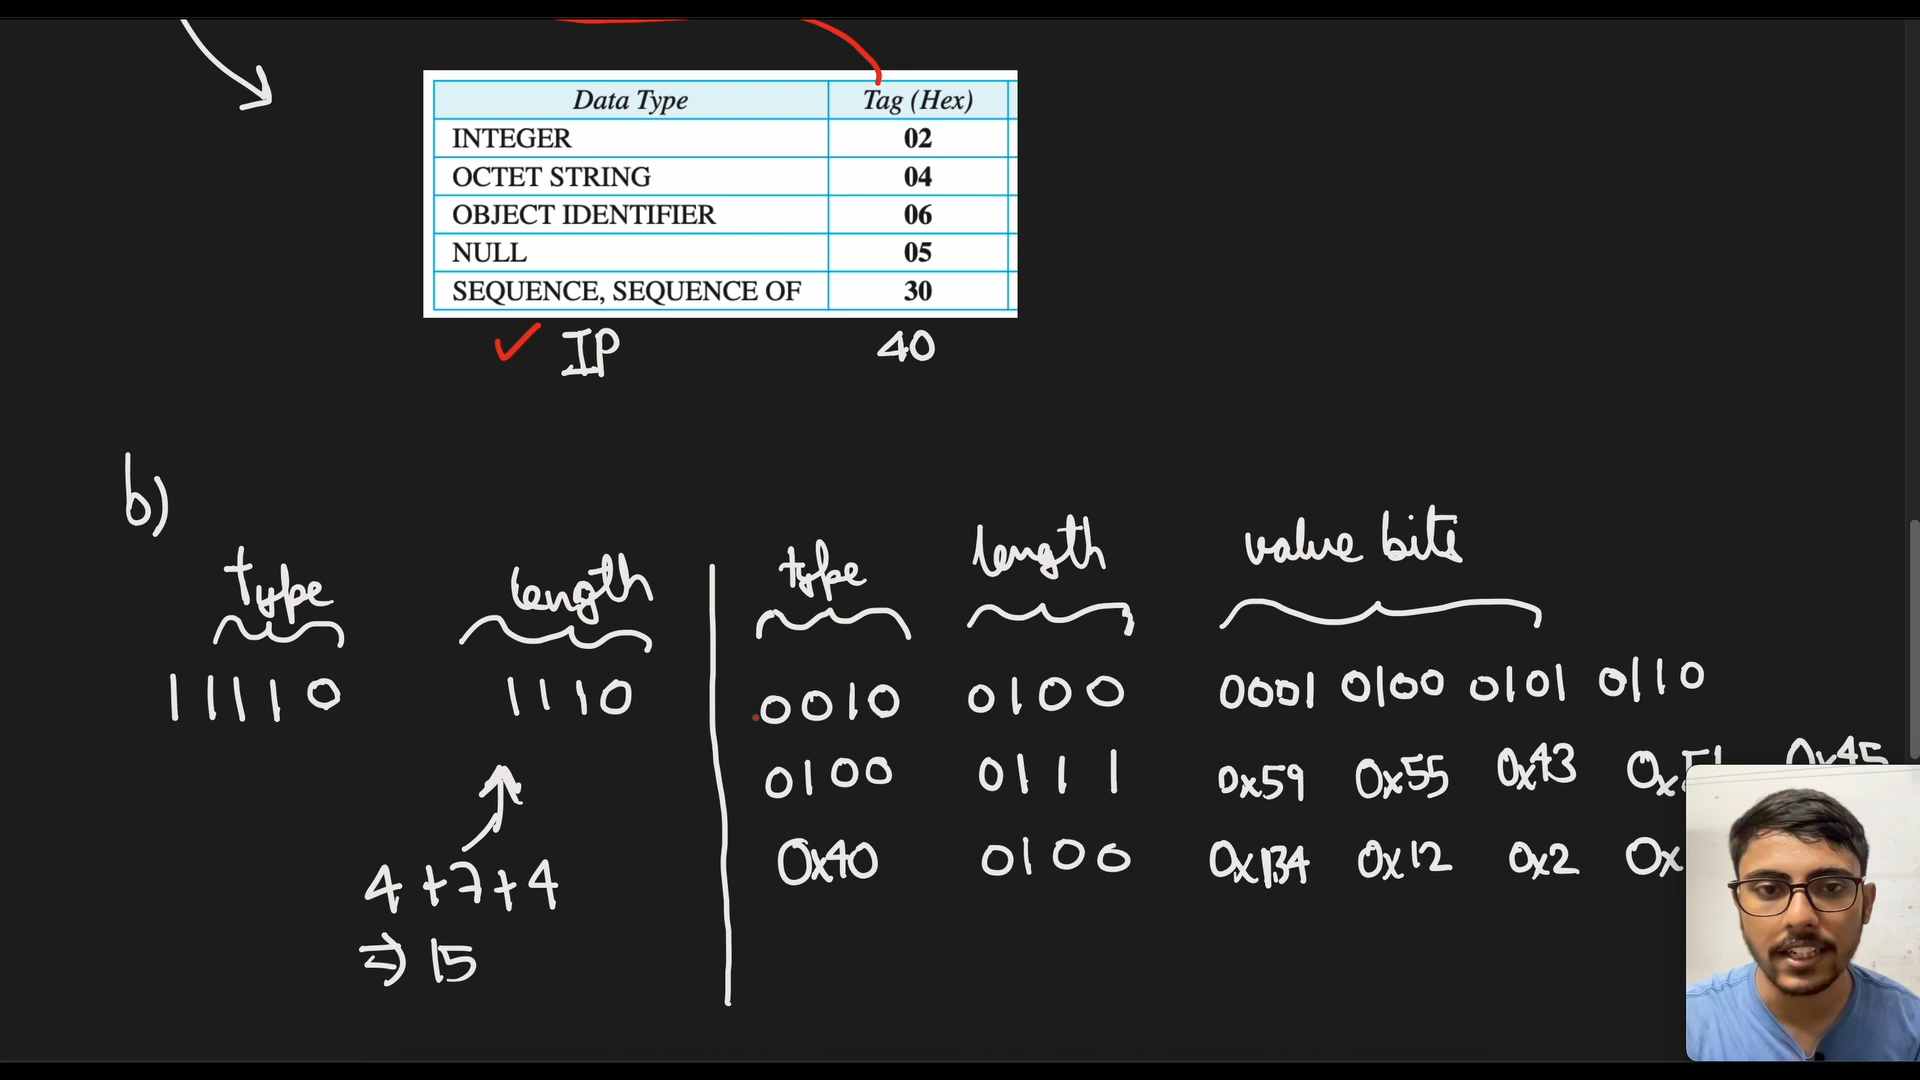 Data Type Tag (Hex)
INTEGER 02
OCTET STRING 04
OBJECT IDENTIFIER 06
NULL 05
SEQUENCE, SEQUENCE OF 30
IP 40
b)
type length type length value bits
11110 1110 0010 0100 0001 0100 0101 0110
0100 0111 0x59 0x55 0x43 0x51 0x45
0x40 0100 0x134 0x12 0x2 0x
4+7+4
⇒ 15